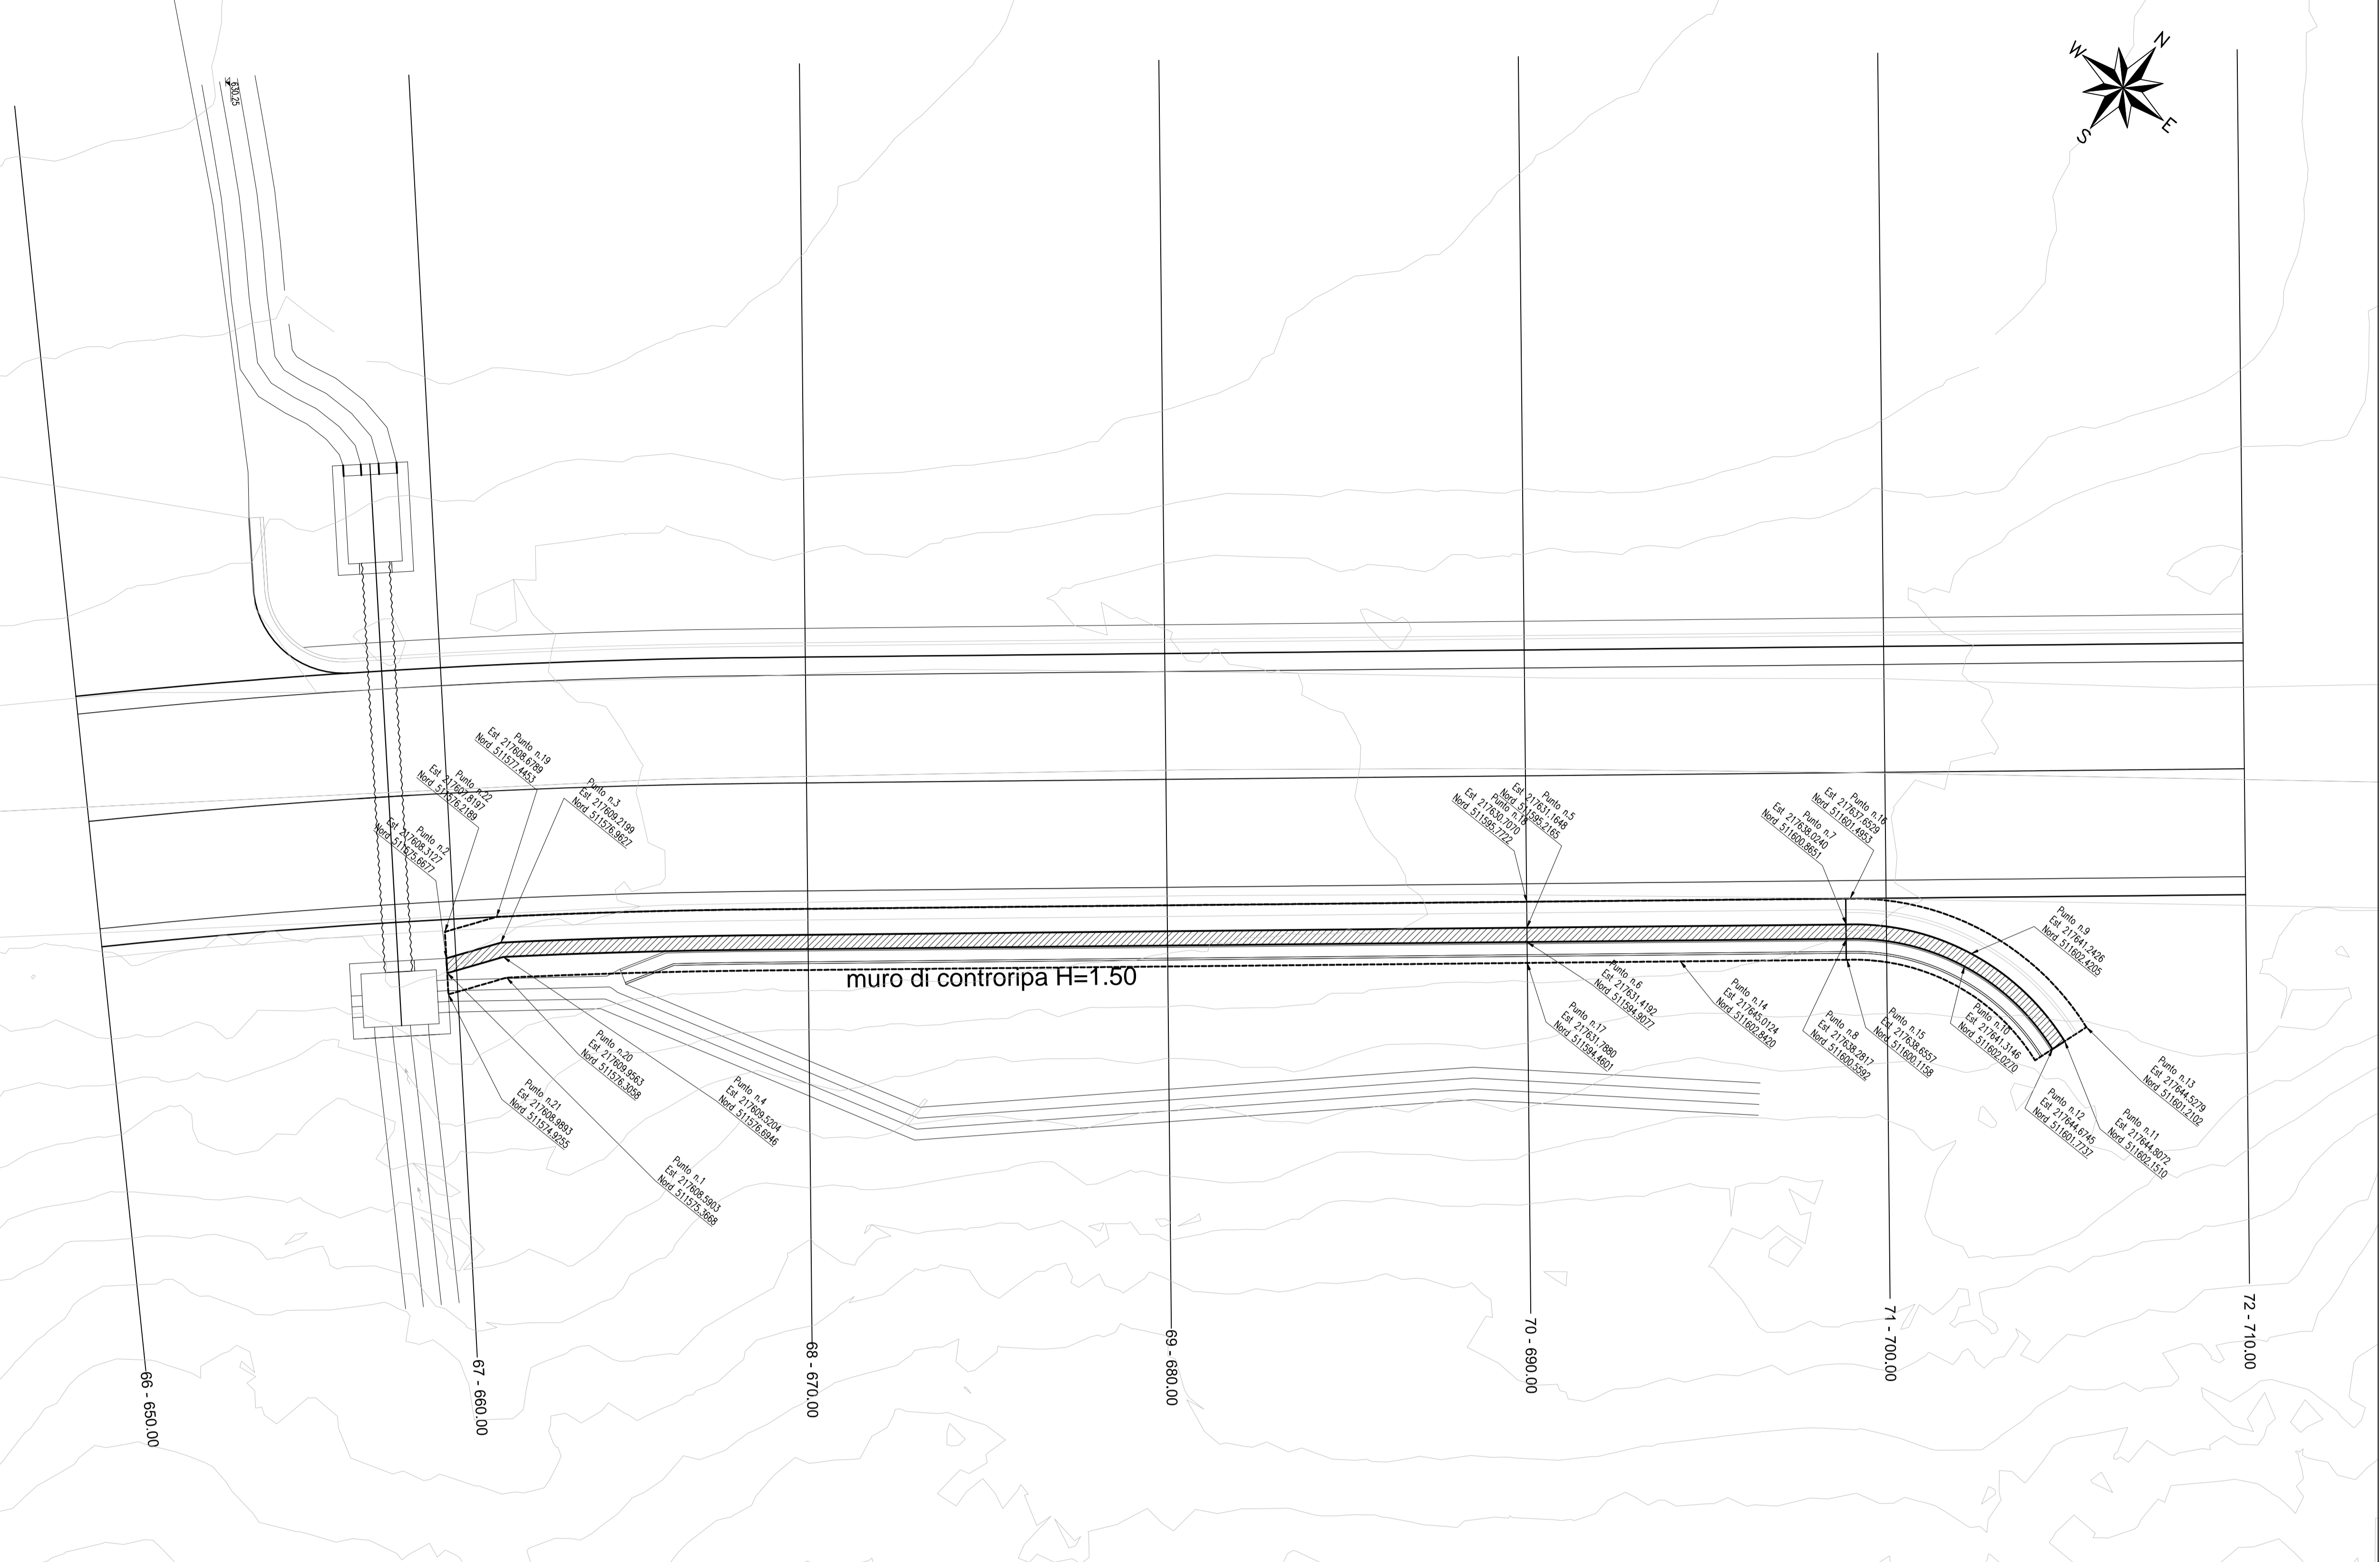 630.25
W
N
S
E
Punto n.19
Est 217608.6789
Nord 511577.4453
Punto n.22
Est 217607.8197
Nord 511576.2189
Punto n.2
Est 217608.3127
Nord 511575.6677
Punto n.3
Est 217609.2199
Nord 511576.9627
Punto n.5
Est 217631.1648
Nord 511595.2165
Est 217630.7070
Nord 511595.7722
Punto n.16
Est 217637.6529
Nord 511601.4953
Punto n.7
Est 217638.0240
Nord 511600.8651
Punto n.9
Est 217641.2426
Nord 511602.4205
muro di controripa H=1.50
Punto n.6
Est 217631.4192
Nord 511594.9077
Punto n.14
Est 217645.0124
Nord 511602.8420
Punto n.17
Est 217631.7880
Nord 511594.4601
Punto n.8
Est 217638.2817
Nord 511600.5592
Punto n.15
Est 217638.6557
Nord 511600.1158
Punto n.10
Est 217641.3146
Nord 511602.0270
Punto n.13
Est 217644.5279
Nord 511601.2102
Punto n.12
Est 217644.6745
Nord 511601.7737
Punto n.11
Est 217644.8072
Nord 511602.1510
Punto n.20
Est 217609.9563
Nord 511576.3058
Punto n.21
Est 217608.9893
Nord 511574.9255
Punto n.4
Est 217609.5204
Nord 511576.6946
Punto n.1
Est 217608.5903
Nord 511575.3668
66 - 650.00
67 - 660.00
68 - 670.00
69 - 680.00
70 - 690.00
71 - 700.00
72 - 710.00